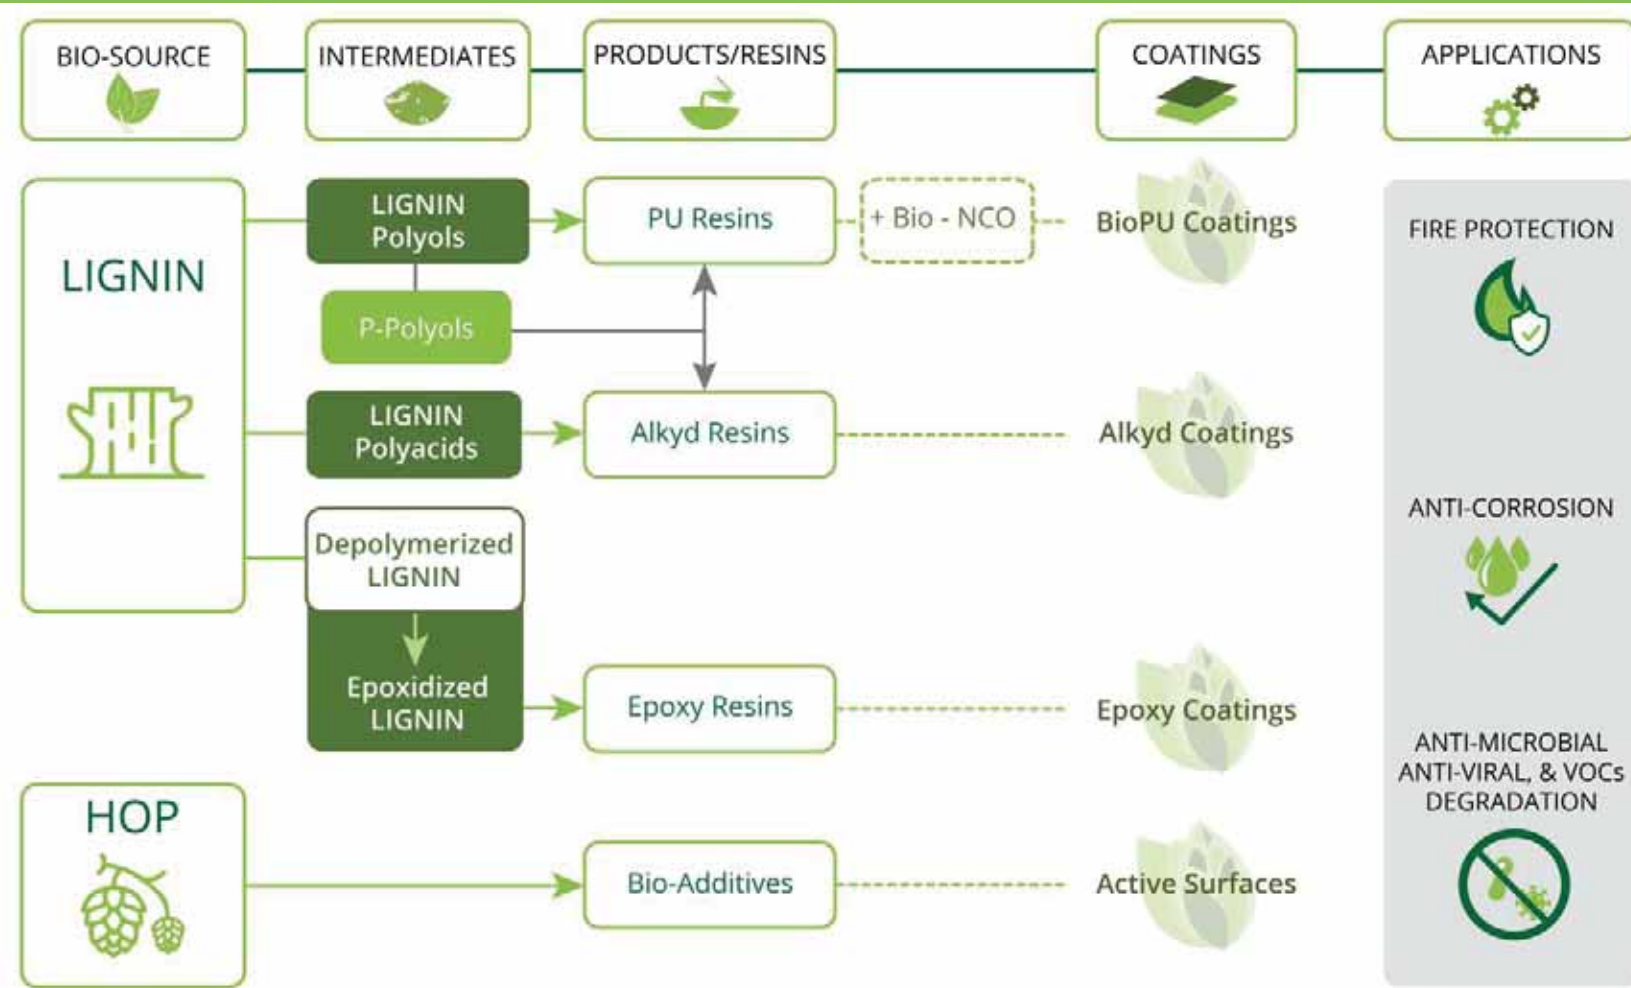 BIO-SOURCE
INTERMEDIATES
PRODUCTS/RESINS
COATINGS
APPLICATIONS
LIGNIN
LIGNIN
Polyols
PU Resins
+ Bio - NCO
BioPU Coatings
P-Polyols
LIGNIN
Polyacids
Alkyd Resins
Alkyd Coatings
Depolymerized
LIGNIN
Epoxidized
LIGNIN
Epoxy Resins
Epoxy Coatings
HOP
Bio-Additives
Active Surfaces
FIRE PROTECTION
ANTI-CORROSION
ANTI-MICROBIAL
ANTI-VIRAL, & VOCs
DEGRADATION